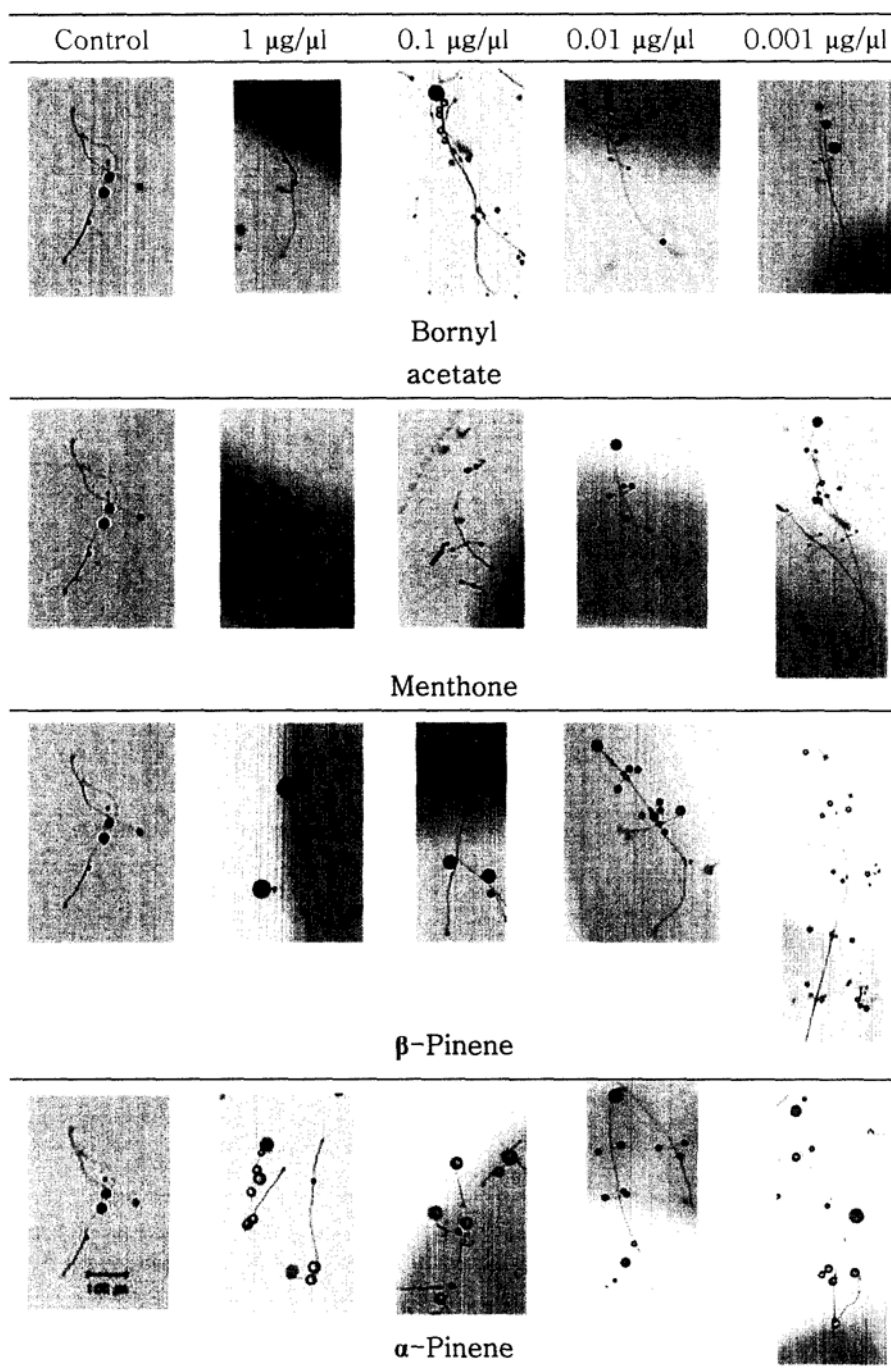 Control 1 μg/μl 0.1 μg/μl 0.01 μg/μl 0.001 μg/μl
Bornyl
acetate
Menthone
β-Pinene
α-Pinene